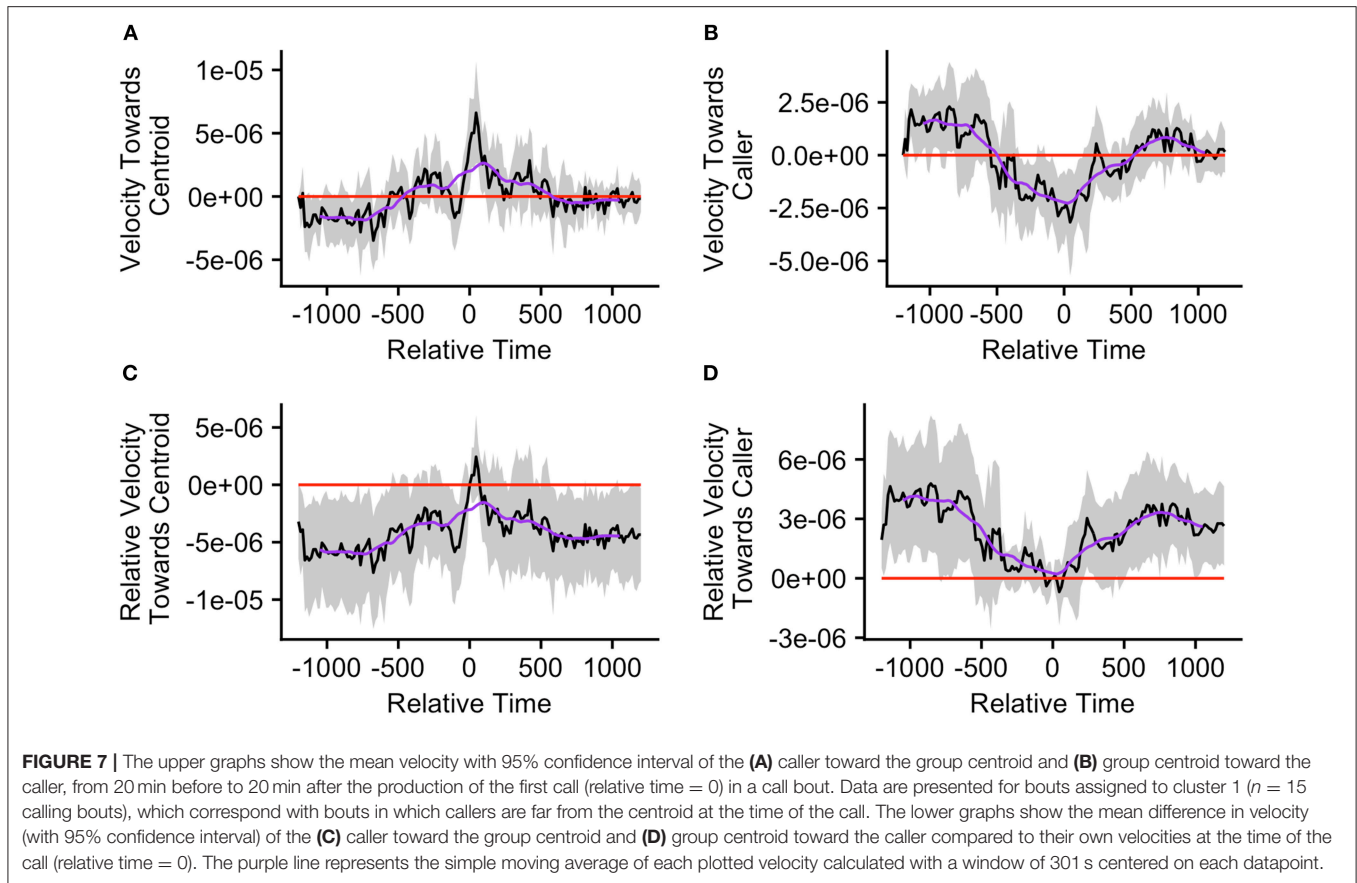 A
Velocity Towards
Centroid
1e-05
5e-06
0e+00
-5e-06
-1000 -500 0 500 1000
Relative Time
B
Velocity Towards
Caller
2.5e-06
0.0e+00
-2.5e-06
-5.0e-06
-1000 -500 0 500 1000
Relative Time
C
Relative Velocity
Towards Centroid
5e-06
0e+00
-5e-06
-1e-05
-1000 -500 0 500 1000
Relative Time
D
Relative Velocity
Towards Caller
6e-06
3e-06
0e+00
-3e-06
-1000 -500 0 500 1000
Relative Time
FIGURE 7 | The upper graphs show the mean velocity with 95% confidence interval of the (A) caller toward the group centroid and (B) group centroid toward the
caller, from 20 min before to 20 min after the production of the first call (relative time = 0) in a call bout. Data are presented for bouts assigned to cluster 1 (n = 15
calling bouts), which correspond with bouts in which callers are far from the centroid at the time of the call. The lower graphs show the mean difference in velocity
(with 95% confidence interval) of the (C) caller toward the group centroid and (D) group centroid toward the caller compared to their own velocities at the time of the
call (relative time = 0). The purple line represents the simple moving average of each plotted velocity calculated with a window of 301 s centered on each datapoint.